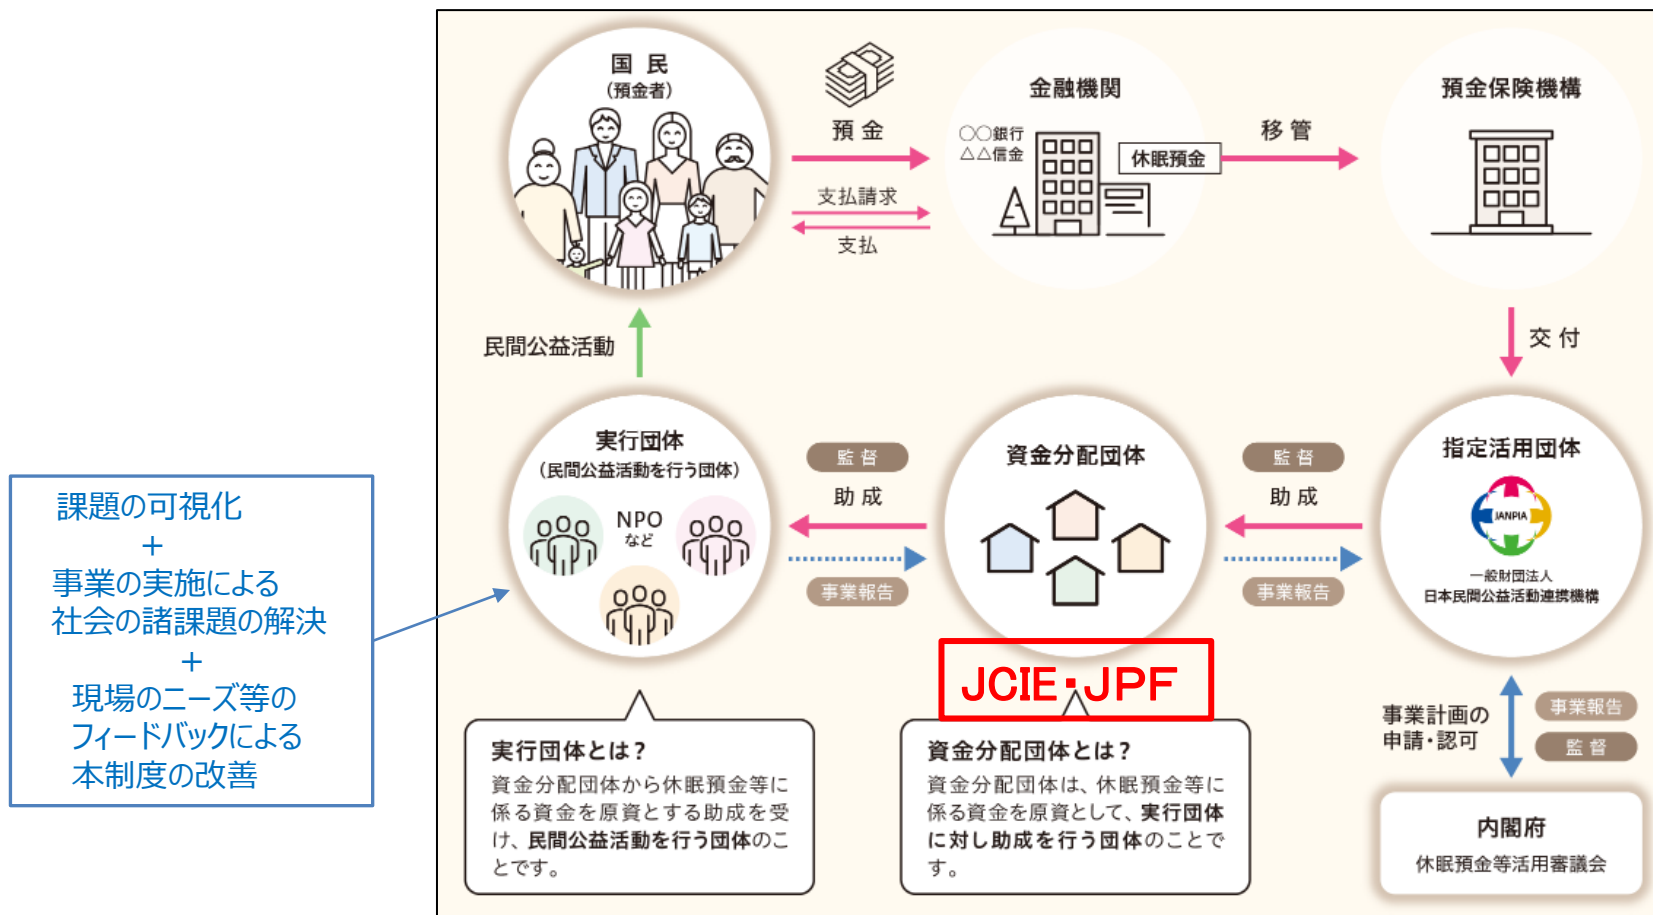 国 民
(預金者)
預 金
支払請求
支払
金融機関
〇〇銀行
△△信金
休眠預金
移 管
預金保険機構
交 付
民間公益活動
実行団体
(民間公益活動を行う団体)
NPO
など
監 督
助 成
事業報告
資金分配団体
監 督
助 成
事業報告
指定活用団体
JANPIA
一般財団法人
日本民間公益活動連携機構
課題の可視化
+
事業の実施による
社会の諸課題の解決
+
現場のニーズ等の
フィードバックによる
本制度の改善
JCIE・JPF
実行団体とは?
資金分配団体から休眠預金等に
係る資金を原資とする助成を受
け、民間公益活動を行う団体のこ
とです。
資金分配団体とは?
資金分配団体は、休眠預金等に
係る資金を原資として、実行団体
に対し助成を行う団体のことで
す。
事業計画の
申請・認可
事業報告
監 督
内閣府
休眠預金等活用審議会